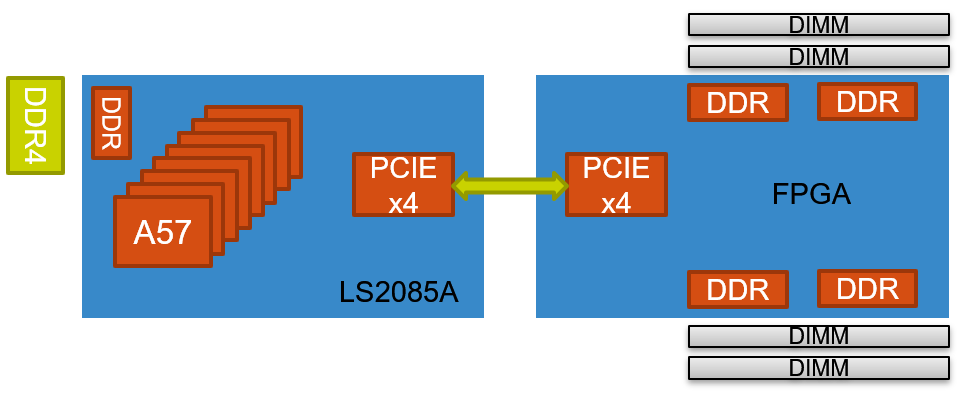 DIMM
DIMM
DDR4
DDR
A57
PCIE
x4
LS2085A
PCIE
x4
DDR
DDR
FPGA
DDR
DDR
DIMM
DIMM